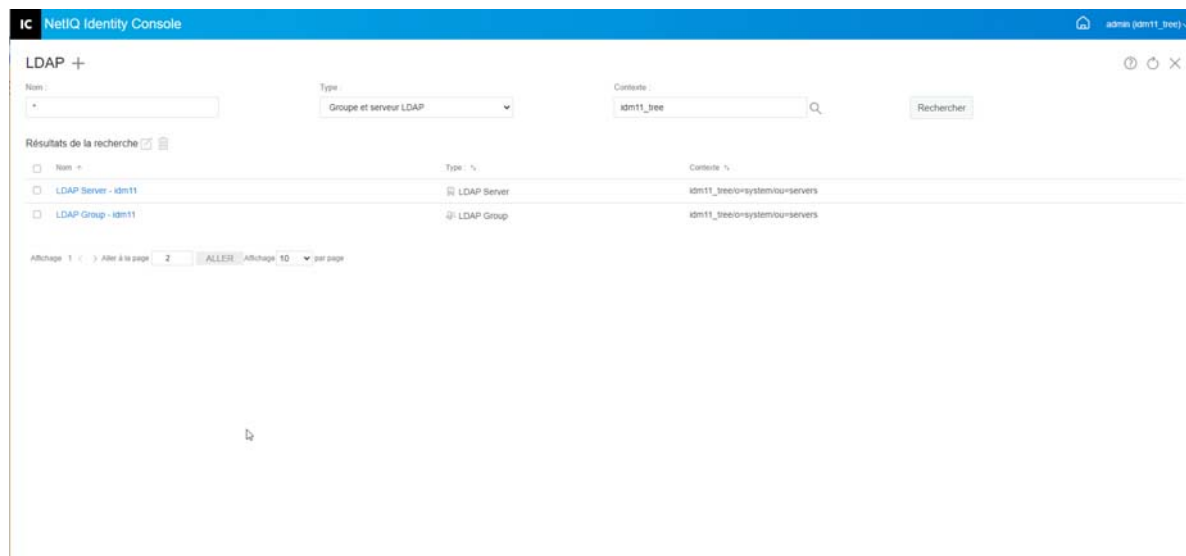 IC NetIQ Identity Console admin (idm11_tree)
LDAP +
Nom : Type Contexte :
* Groupe et serveur LDAP idm11_tree Rechercher
Résultats de la recherche
Nom Type : Contexte
LDAP Server - idm11 LDAP Server idm11_tree/o=system/ou=servers
LDAP Group - idm11 LDAP Group idm11_tree/o=system/ou=servers
Affichage 1 < > Aller à la page 2 ALLER Affichage 10 par page